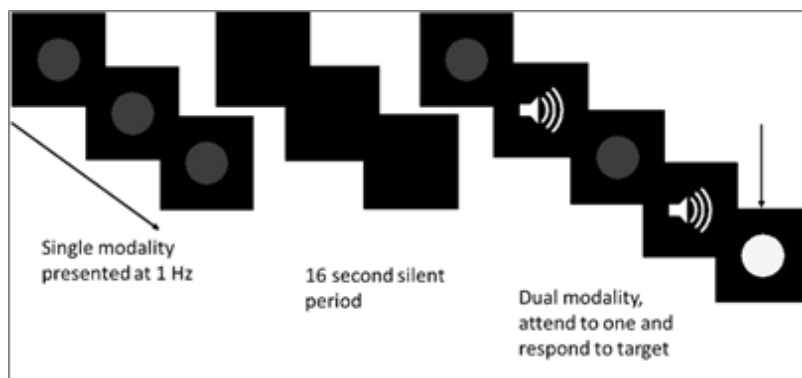 Single modality
presented at 1 Hz
16 second silent
period
Dual modality,
attend to one and
respond to target